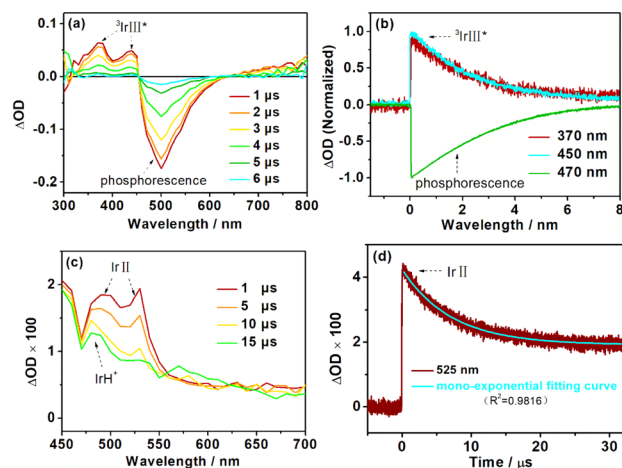 (a)
³IrIII*
0.1
0.0
-0.1
-0.2
ΔOD
1 μs
2 μs
3 μs
4 μs
5 μs
6 μs
phosphorescence
300 400 500 600 700 800
Wavelength / nm
(b)
³IrIII*
1.0
0.5
0.0
-0.5
-1.0
ΔOD (Normalized)
370 nm
450 nm
470 nm
phosphorescence
0 2 4 6 8
Wavelength / nm
(c)
Ir II
2
1
0
ΔOD × 100
1 μs
5 μs
10 μs
15 μs
IrH⁺
450 500 550 600 650 700
Wavelength / nm
(d)
Ir II
4
2
0
ΔOD × 100
525 nm
mono-exponential fitting curve
(R²=0.9816)
0 10 20 30
Time / μs